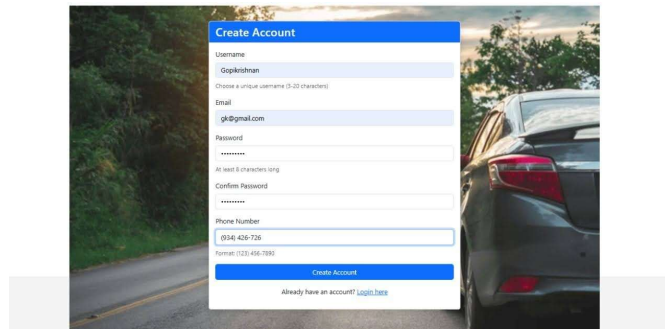 Create Account
Username
Gopikrishnan
Choose a unique username (3-20 characters)
Email
gk@gmail.com
Password
•••••••••
At least 8 characters long
Confirm Password
•••••••••
Phone Number
(934) 426-726
Format: (123) 456-7890
Create Account
Already have an account? Login here